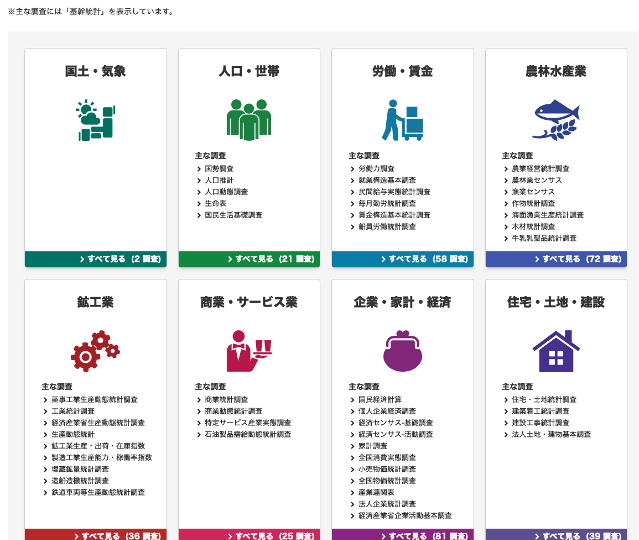 ※主な調査には「基幹統計」を表示しています。
国土・気象
すべて見る (2 調査)
人口・世帯
主な調査
国勢調査
人口推計
人口動態調査
生命表
国民生活基礎調査
すべて見る (21 調査)
労働・賃金
主な調査
労働力調査
就業構造基本調査
民間給与実態統計調査
毎月勤労統計調査
賃金構造基本統計調査
船員労働統計調査
すべて見る (58 調査)
農林水産業
主な調査
農業経営統計調査
農林業センサス
漁業センサス
作物統計調査
海面漁業生産統計調査
木材統計調査
牛乳乳製品統計調査
すべて見る (72 調査)
鉱工業
主な調査
薬事工業生産動態統計調査
工業統計調査
経済産業省生産動態統計調査
生産動態統計
鉱工業生産・出荷・在庫指数
製造工業生産能力・稼働率指数
埋蔵鉱量統計調査
造船造機統計調査
鉄道車両等生産動態統計調査
すべて見る (36 調査)
商業・サービス業
主な調査
商業統計調査
商業動態統計調査
特定サービス産業実態調査
石油製品需給動態統計調査
すべて見る (25 調査)
企業・家計・経済
主な調査
国民経済計算
個人企業経済調査
経済センサス-基礎調査
経済センサス-活動調査
家計調査
全国消費実態調査
小売物価統計調査
全国物価統計調査
産業連関表
法人企業統計調査
経済産業省企業活動基本調査
すべて見る (81 調査)
住宅・土地・建設
主な調査
住宅・土地統計調査
建築着工統計調査
建設工事統計調査
法人土地・建物基本調査
すべて見る (39 調査)